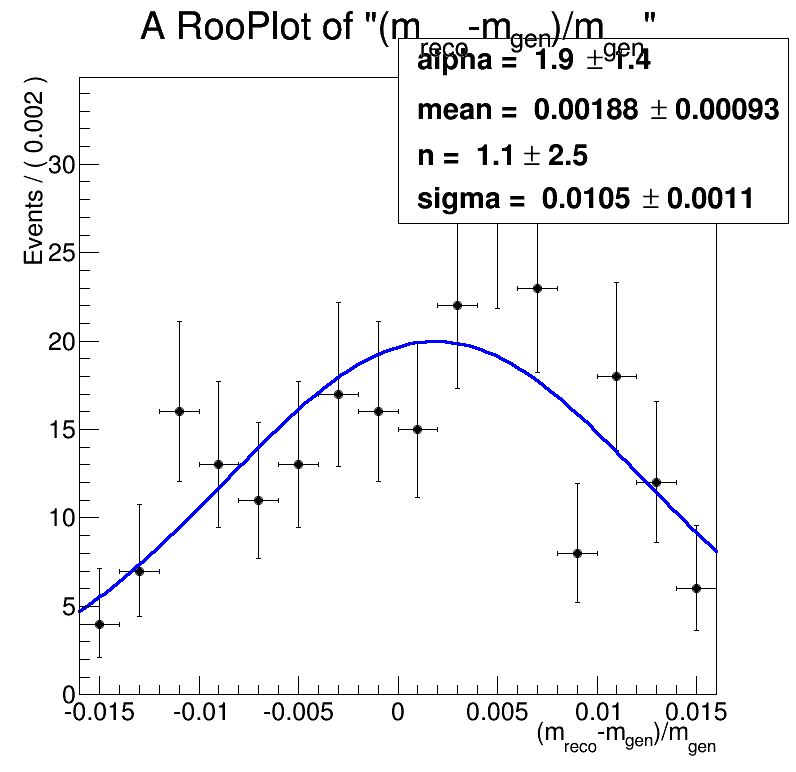 A RooPlot of "(m_reco-m_gen)/m_gen"
alpha = 1.9 ± 1.4
mean = 0.00188 ± 0.00093
n = 1.1 ± 2.5
sigma = 0.0105 ± 0.0011
Events / ( 0.002 )
30
25
20
15
10
5
0
-0.015 -0.01 -0.005 0 0.005 0.01 0.015
(m_reco-m_gen)/m_gen